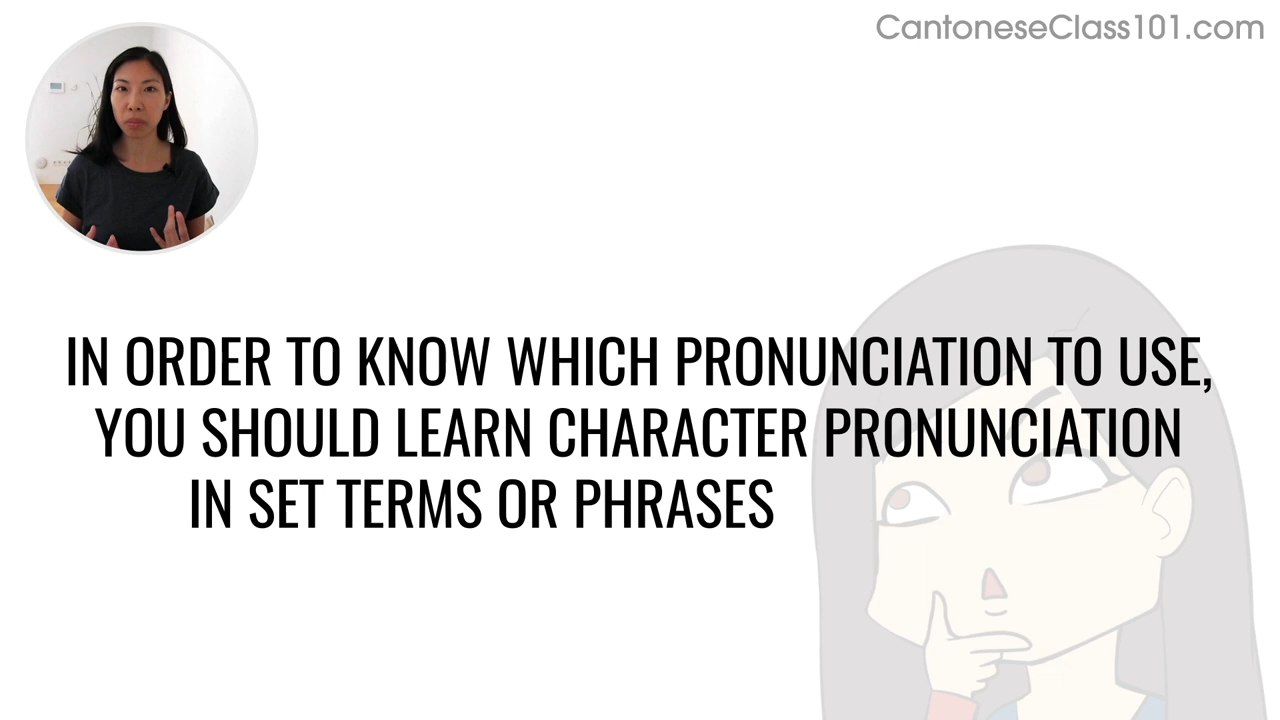 CantoneseClass101.com
IN ORDER TO KNOW WHICH PRONUNCIATION TO USE,
YOU SHOULD LEARN CHARACTER PRONUNCIATION
IN SET TERMS OR PHRASES